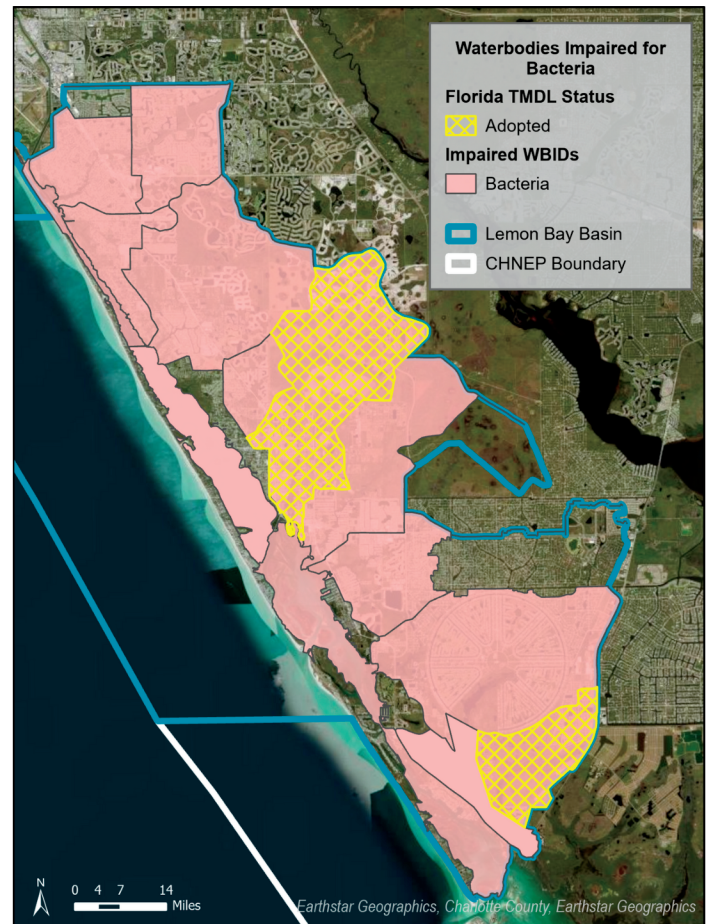 Waterbodies Impaired for
Bacteria
Florida TMDL Status
Adopted
Impaired WBIDs
Bacteria
Lemon Bay Basin
CHNEP Boundary
N
0 4 7 14
Miles
Earthstar Geographics, Charlotte County, Earthstar Geographics